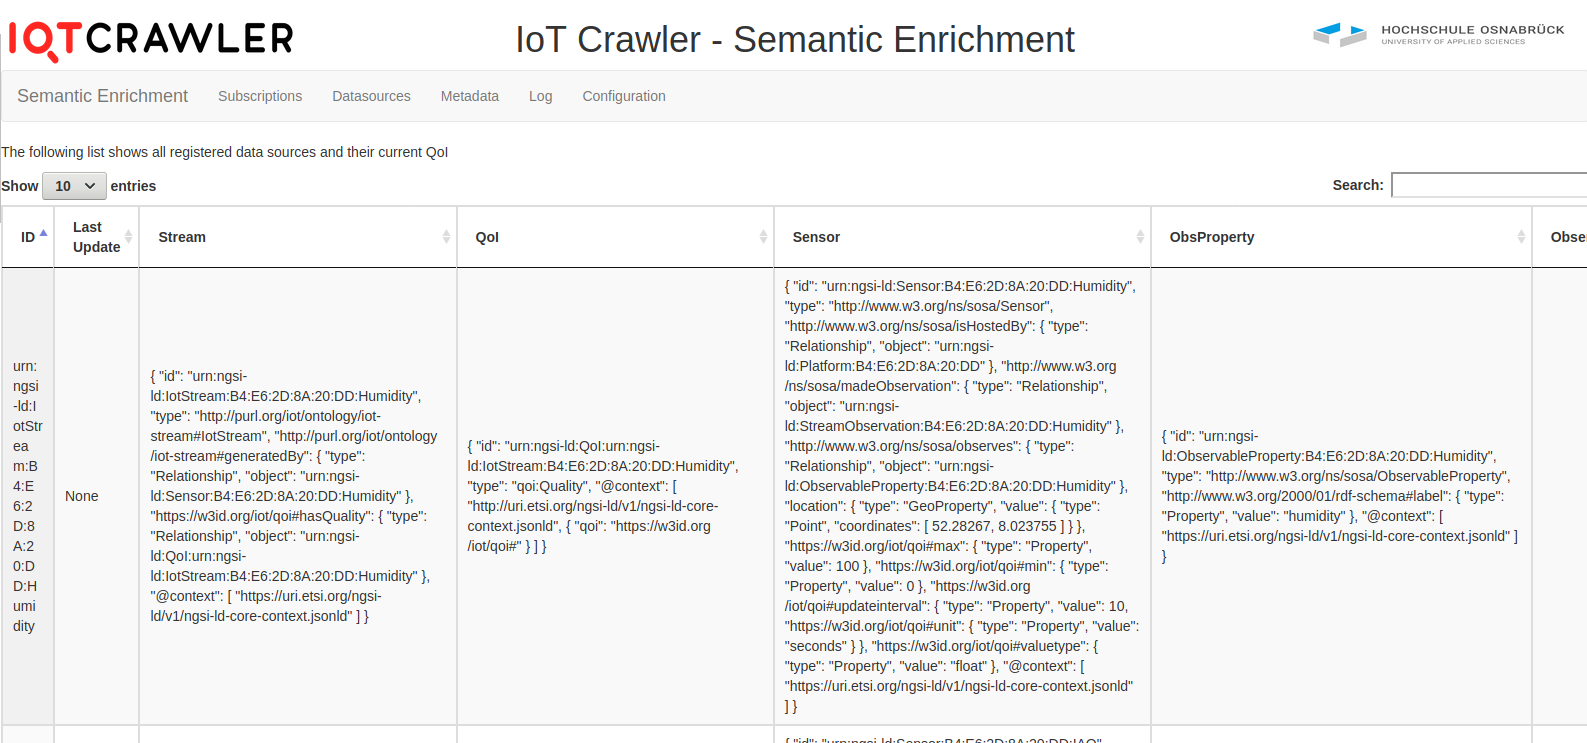 IOTCRAWLER
IoT Crawler - Semantic Enrichment
HOCHSCHULE OSNABRÜCK
UNIVERSITY OF APPLIED SCIENCES
Semantic Enrichment Subscriptions Datasources Metadata Log Configuration
The following list shows all registered data sources and their current QoI
Show 10 entries
Search:
ID
Last
Update
Stream
QoI
Sensor
ObsProperty
Obser
urn:
ngsi
-ld:I
otStr
ea
m:B
4:E
6:2
D:8
A:2
0:D
D:H
umi
dity
None
{ "id": "urn:ngsi-
ld:IotStream:B4:E6:2D:8A:20:DD:Humidity",
"type": "http://purl.org/iot/ontology/iot-
stream#IotStream", "http://purl.org/iot/ontology
/iot-stream#generatedBy": { "type":
"Relationship", "object": "urn:ngsi-
ld:Sensor:B4:E6:2D:8A:20:DD:Humidity" },
"https://w3id.org/iot/qoi#hasQuality": { "type":
"Relationship", "object": "urn:ngsi-
ld:QoI:urn:ngsi-
ld:IotStream:B4:E6:2D:8A:20:DD:Humidity" },
"@context": [ "https://uri.etsi.org/ngsi-
ld/v1/ngsi-ld-core-context.jsonld" ] }
{ "id": "urn:ngsi-ld:QoI:urn:ngsi-
ld:IotStream:B4:E6:2D:8A:20:DD:Humidity",
"type": "qoi:Quality", "@context": [
"http://uri.etsi.org/ngsi-ld/v1/ngsi-ld-core-
context.jsonld", { "qoi": "https://w3id.org
/iot/qoi#" } ] }
{ "id": "urn:ngsi-ld:Sensor:B4:E6:2D:8A:20:DD:Humidity",
"type": "http://www.w3.org/ns/sosa/Sensor",
"http://www.w3.org/ns/sosa/isHostedBy": { "type":
"Relationship", "object": "urn:ngsi-
ld:Platform:B4:E6:2D:8A:20:DD" }, "http://www.w3.org
/ns/sosa/madeObservation": { "type": "Relationship",
"object": "urn:ngsi-
ld:StreamObservation:B4:E6:2D:8A:20:DD:Humidity" },
"http://www.w3.org/ns/sosa/observes": { "type":
"Relationship", "object": "urn:ngsi-
ld:ObservableProperty:B4:E6:2D:8A:20:DD:Humidity" },
"location": { "type": "GeoProperty", "value": { "type":
"Point", "coordinates": [ 52.28267, 8.023755 ] } },
"https://w3id.org/iot/qoi#max": { "type": "Property",
"value": 100 }, "https://w3id.org/iot/qoi#min": { "type":
"Property", "value": 0 }, "https://w3id.org
/iot/qoi#updateinterval": { "type": "Property", "value": 10,
"https://w3id.org/iot/qoi#unit": { "type": "Property", "value":
"seconds" } }, "https://w3id.org/iot/qoi#valuetype": {
"type": "Property", "value": "float" }, "@context": [
"https://uri.etsi.org/ngsi-ld/v1/ngsi-ld-core-context.jsonld"
] }
{ "id": "urn:ngsi-
ld:ObservableProperty:B4:E6:2D:8A:20:DD:Humidity",
"type": "http://www.w3.org/ns/sosa/ObservableProperty",
"http://www.w3.org/2000/01/rdf-schema#label": { "type":
"Property", "value": "humidity" }, "@context": [
"https://uri.etsi.org/ngsi-ld/v1/ngsi-ld-core-context.jsonld" ]
}
{ "id": "urn:ngsi-ld:Sensor:B4:E6:2D:8A:20:DD:IAQ",